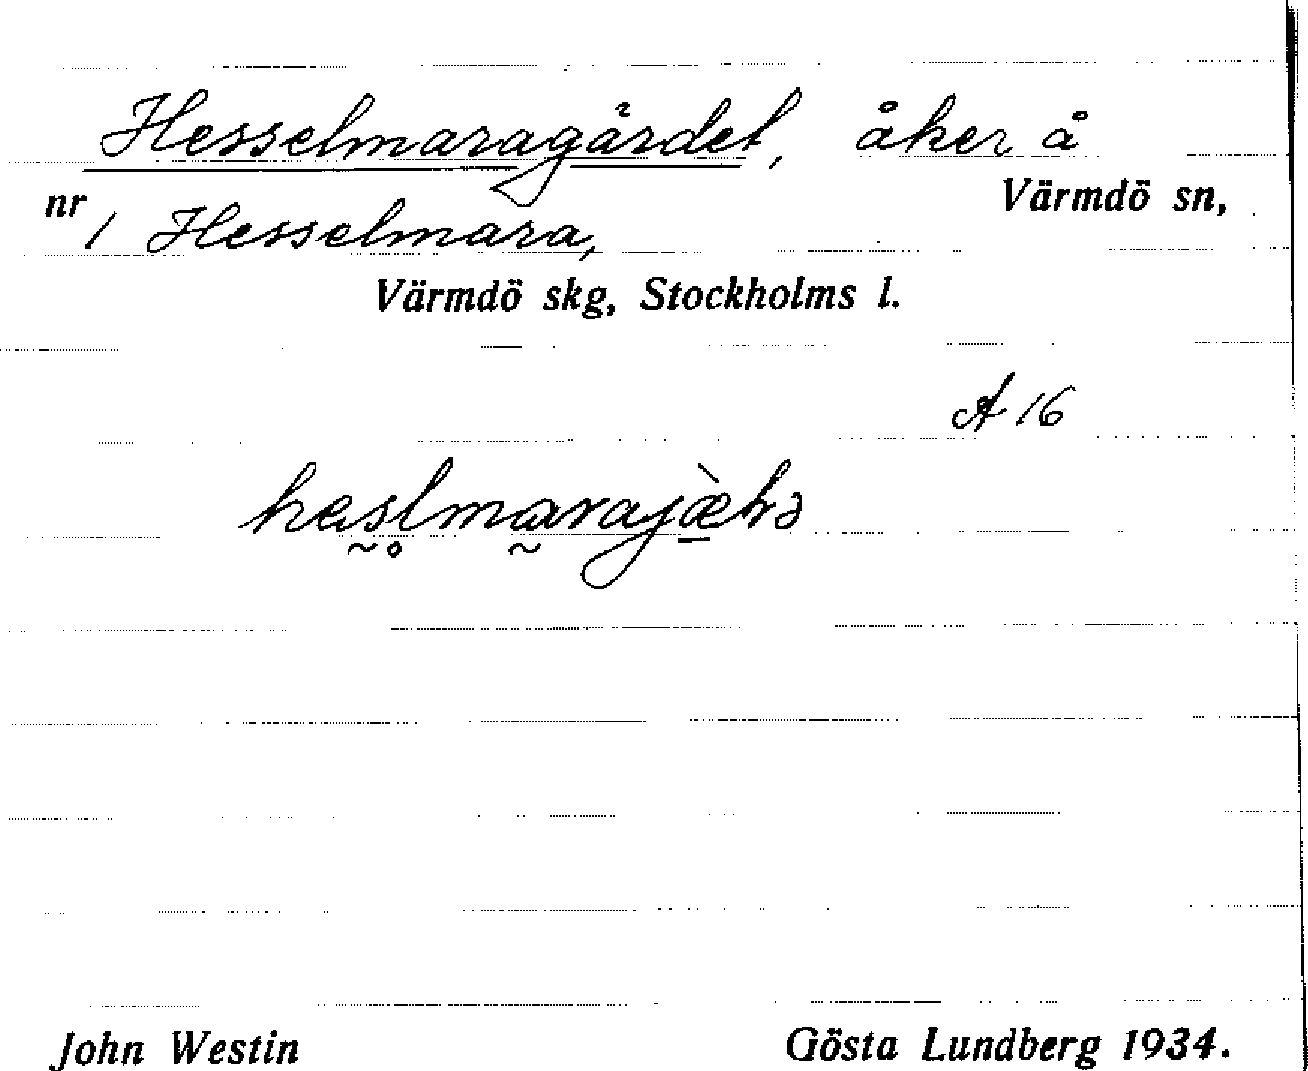 Hesselmaragärdet, åker å
nr 1 Hesselmara, Värmdö sn,
Värmdö skg, Stockholms l.
A 16
John Westin Gösta Lundberg 1934.